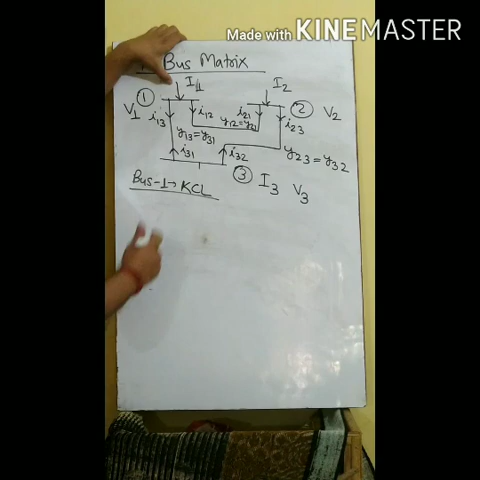 Made with KINEMASTER
Bus Matrix
I1 I2
1 i12 i21 2 V2
V1 i13 y12=y21 i23
y13=y31
i31 i32 y23=y32
3 I3 V3
Bus-1→KCL